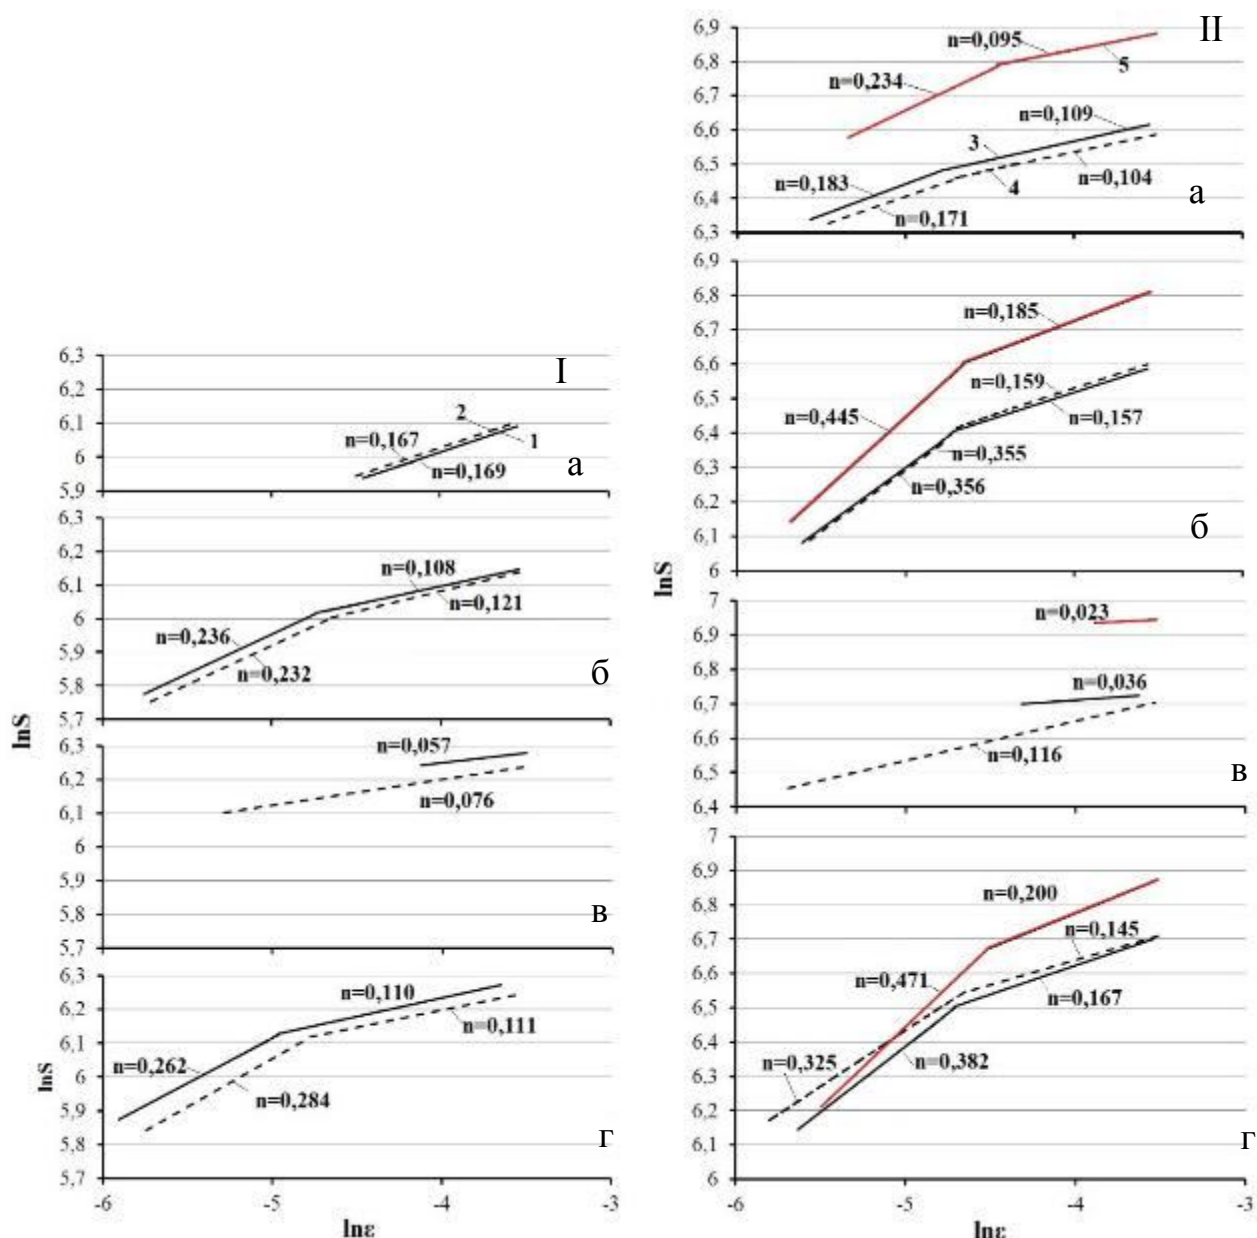 I
6,3
6,2
6,1
6
5,9
2
1
n=0,167
n=0,169
а
6,3
6,2
6,1
6
5,9
5,8
5,7
n=0,108
n=0,121
n=0,236
n=0,232
б
lnS
6,3
6,2
6,1
6
5,9
5,8
5,7
n=0,057
n=0,076
в
6,3
6,2
6,1
6
5,9
5,8
5,7
n=0,110
n=0,111
n=0,262
n=0,284
г
lnS
-6
-5
-4
-3
lnε
II
6,9
6,8
6,7
6,6
6,5
6,4
6,3
n=0,095
5
n=0,234
n=0,109
3
n=0,183
4
n=0,104
n=0,171
а
-6
-5
-4
-3
6,9
6,8
6,7
6,6
6,5
6,4
6,3
6,2
6,1
6
n=0,185
n=0,159
n=0,157
n=0,445
n=0,355
n=0,356
б
lnS
7
6,9
6,8
6,7
6,6
6,5
6,4
n=0,023
n=0,036
n=0,116
в
7
6,9
6,8
6,7
6,6
6,5
6,4
6,3
6,2
6,1
6
n=0,200
n=0,145
n=0,471
n=0,167
n=0,325
n=0,382
г
-6
-5
-4
-3
lnε